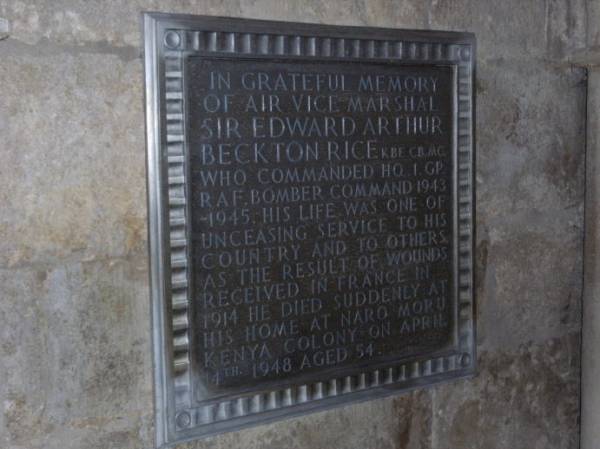 IN GRATEFUL MEMORY
OF AIR VICE MARSHAL
SIR EDWARD ARTHUR
BECKTON RICE K.B.E. C.B. M.C.
WHO COMMANDED HQ. 1. GP.
R.A.F. BOMBER COMMAND 1943
-1945. HIS LIFE WAS ONE OF
UNCEASING SERVICE TO HIS
COUNTRY AND TO OTHERS.
AS THE RESULT OF WOUNDS
RECEIVED IN FRANCE IN
1914 HE DIED SUDDENLY AT
HIS HOME AT NARO MORU
KENYA COLONY ON APRIL
14TH. 1948 AGED 54.